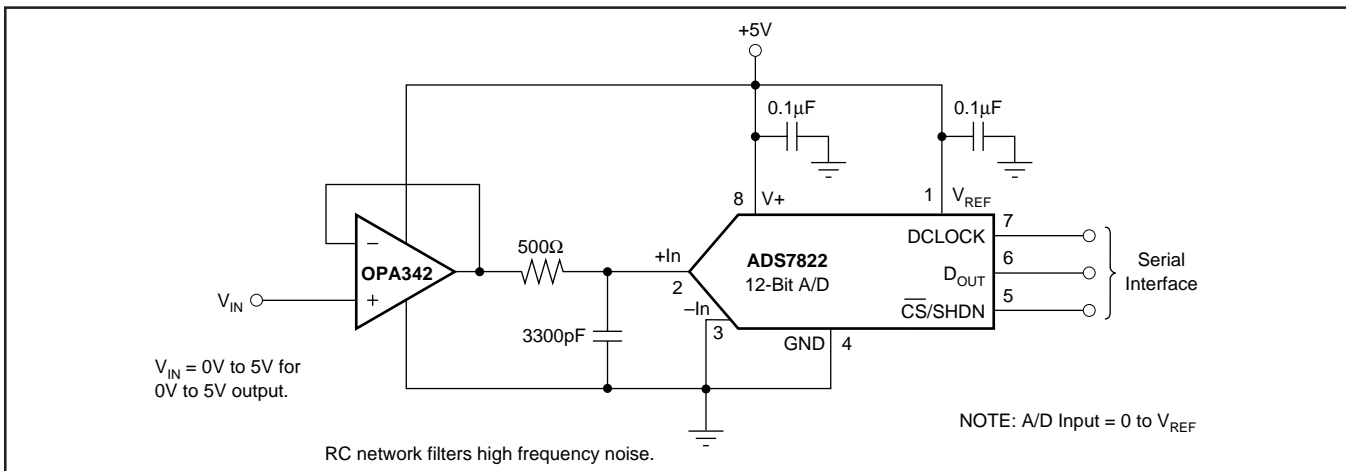 +5V
0.1µF
0.1µF
8
V+
1
VREF
7
DCLOCK
–
500Ω
+In
ADS7822
6
Serial
OPA342
12-Bit A/D
DOUT
Interface
2
5
VIN
+
–In
CS/SHDN
3
3300pF
GND
4
VIN = 0V to 5V for
0V to 5V output.
NOTE: A/D Input = 0 to VREF
RC network filters high frequency noise.